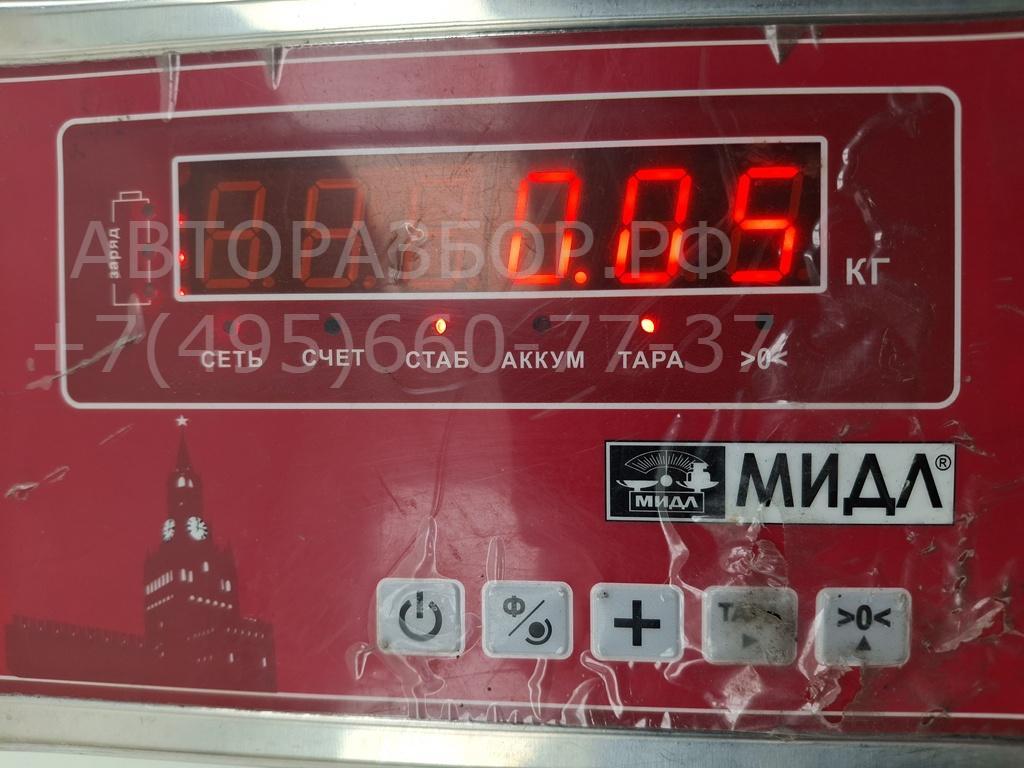 0.05
КГ
заряд
АВТОРАЗБОР.РФ
+7(495)660-77-37
СЕТЬ СЧЕТ СТАБ АККУМ ТАРА >0<
МИДЛ МИДЛ®
Ф/ + >0<